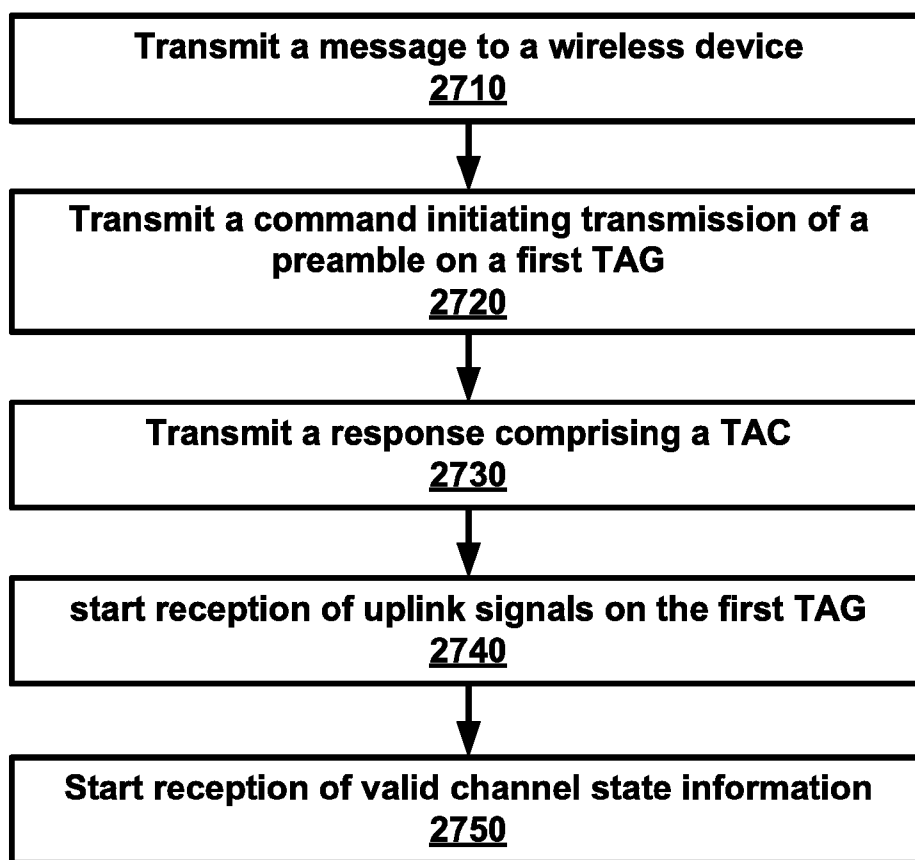 Transmit a message to a wireless device
2710
Transmit a command initiating transmission of a
preamble on a first TAG
2720
Transmit a response comprising a TAC
2730
start reception of uplink signals on the first TAG
2740
Start reception of valid channel state information
2750